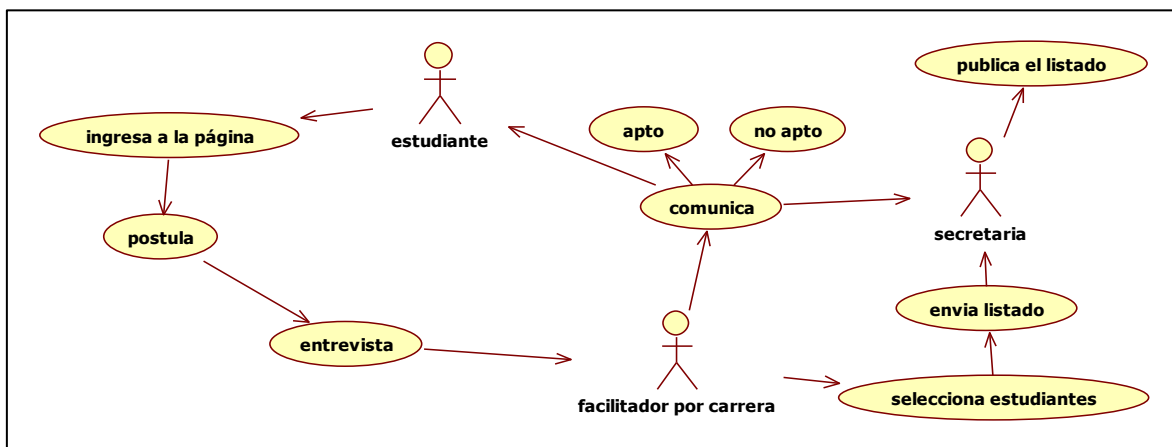 publica el listado
ingresa a la página
estudiante
apto
no apto
comunica
postula
secretaria
envia listado
entrevista
facilitador por carrera
selecciona estudiantes